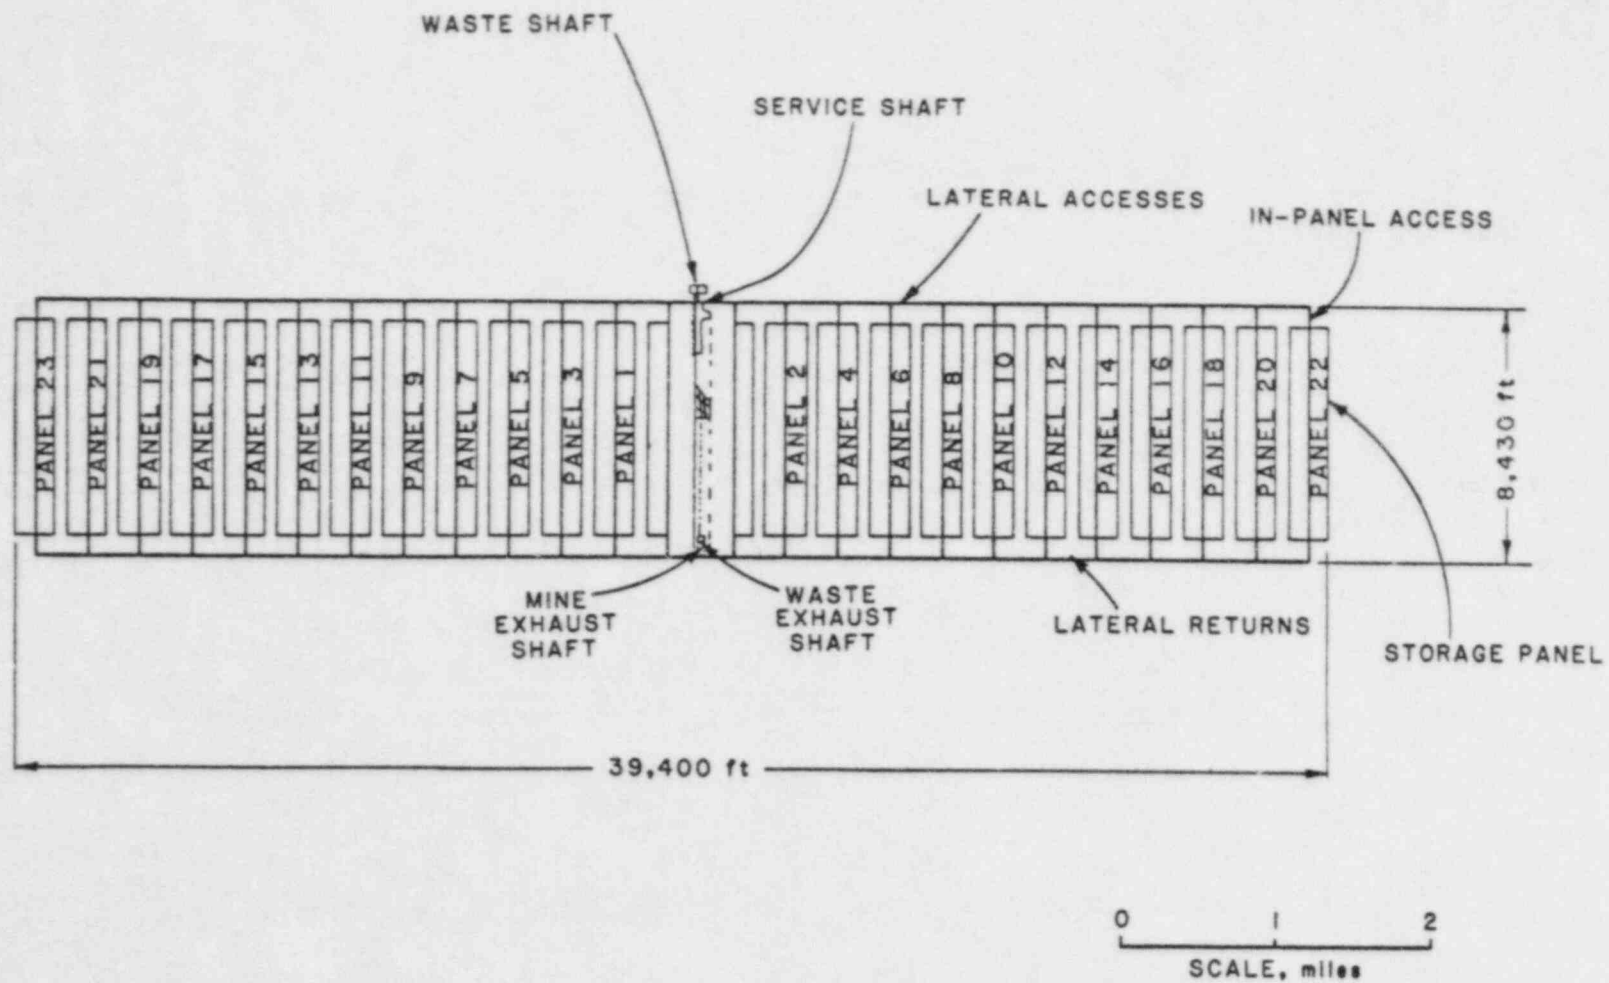 WASTE SHAFT
SERVICE SHAFT
LATERAL ACCESSES
IN-PANEL ACCESS
PANEL 23
PANEL 21
PANEL 19
PANEL 17
PANEL 15
PANEL 13
PANEL 11
PANEL 9
PANEL 7
PANEL 5
PANEL 3
PANEL 1
PANEL 2
PANEL 4
PANEL 6
PANEL 8
PANEL 10
PANEL 12
PANEL 14
PANEL 16
PANEL 18
PANEL 20
PANEL 22
8,430 ft
MINE
EXHAUST
SHAFT
WASTE
EXHAUST
SHAFT
LATERAL RETURNS
STORAGE PANEL
39,400 ft
0 1 2
SCALE, miles